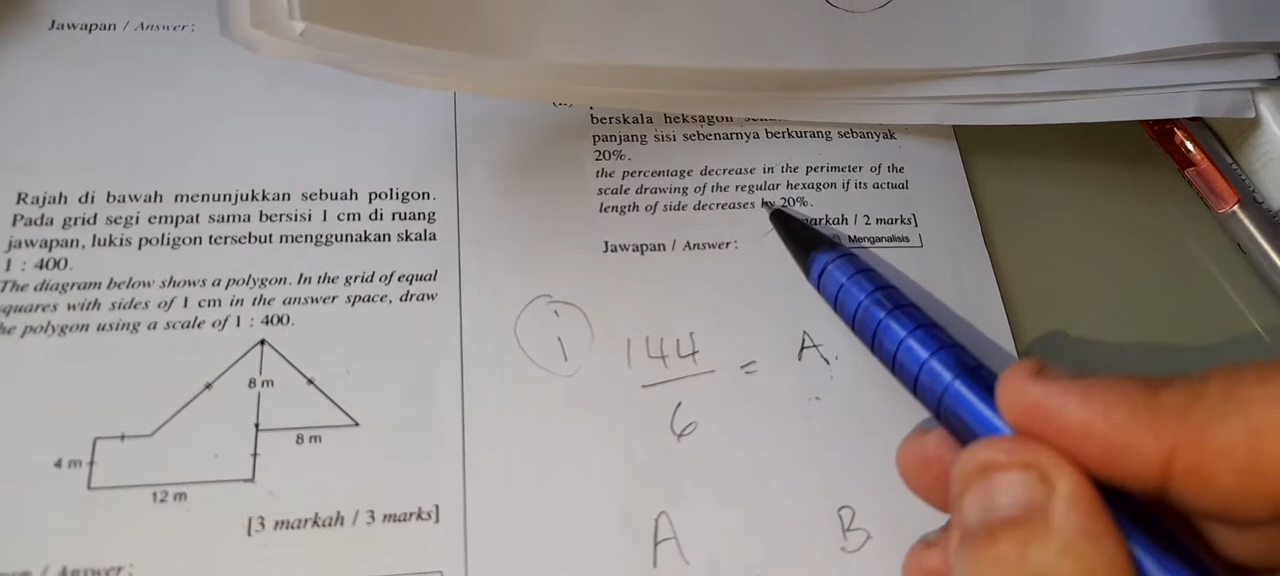 Jawapan / Answer:
Rajah di bawah menunjukkan sebuah poligon.
Pada grid segi empat sama bersisi 1 cm di ruang
jawapan, lukis poligon tersebut menggunakan skala
1 : 400.
The diagram below shows a polygon. In the grid of equal
squares with sides of 1 cm in the answer space, draw
the polygon using a scale of 1 : 400.
8 m
8 m
4 m
12 m
[3 markah / 3 marks]
Answer:
berskala heksagon
panjang sisi sebenarnya berkurang sebanyak
20%.
the percentage decrease in the perimeter of the
scale drawing of the regular hexagon if its actual
length of side decreases by 20%.
markah / 2 marks]
Menganalisis
Jawapan / Answer:
i
144
6
= A
A B